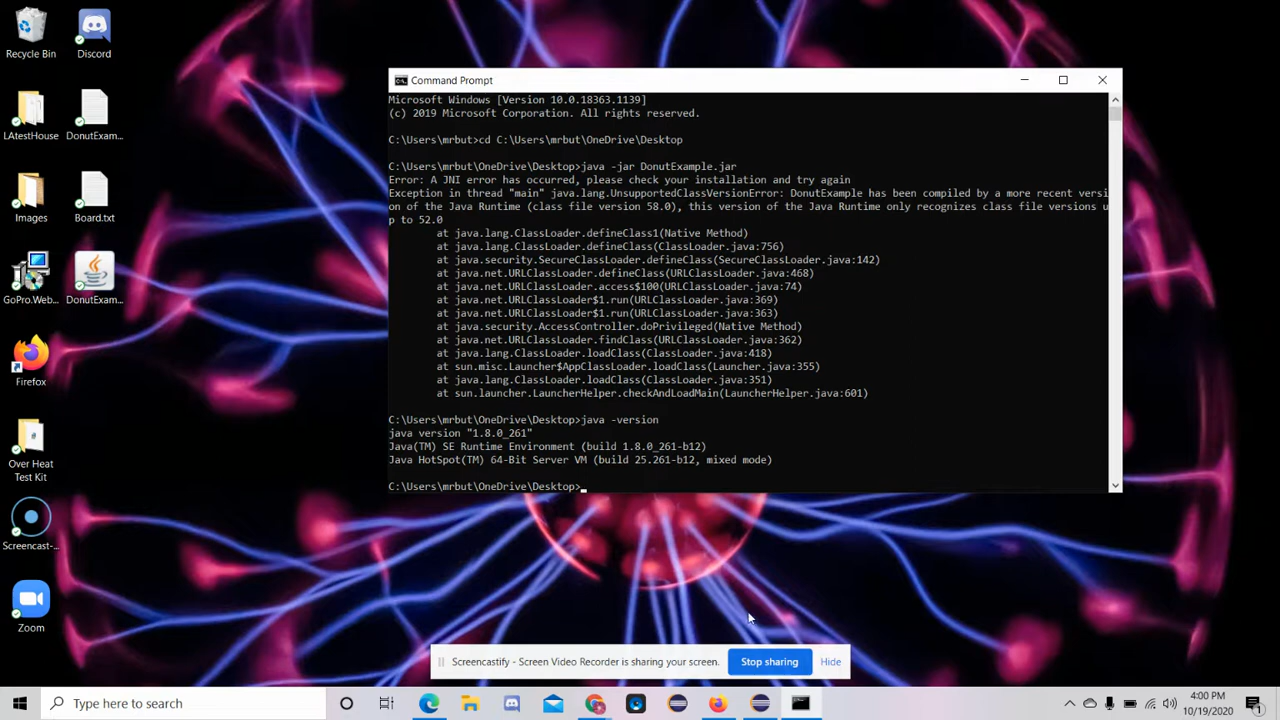 Recycle Bin
Discord
LAtestHouse
DonutExam...
Images
Board.txt
GoPro.Web...
DonutExam...
Firefox
Over Heat
Test Kit
Screencast-...
Zoom
Command Prompt
Microsoft Windows [Version 10.0.18363.1139]
(c) 2019 Microsoft Corporation. All rights reserved.
C:\Users\mrbut>cd C:\Users\mrbut\OneDrive\Desktop
C:\Users\mrbut\OneDrive\Desktop>java -jar DonutExample.jar
Error: A JNI error has occurred, please check your installation and try again
Exception in thread "main" java.lang.UnsupportedClassVersionError: DonutExample has been compiled by a more recent versi
on of the Java Runtime (class file version 58.0), this version of the Java Runtime only recognizes class file versions u
p to 52.0
at java.lang.ClassLoader.defineClass1(Native Method)
at java.lang.ClassLoader.defineClass(ClassLoader.java:756)
at java.security.SecureClassLoader.defineClass(SecureClassLoader.java:142)
at java.net.URLClassLoader.defineClass(URLClassLoader.java:468)
at java.net.URLClassLoader.access$100(URLClassLoader.java:74)
at java.net.URLClassLoader$1.run(URLClassLoader.java:369)
at java.net.URLClassLoader$1.run(URLClassLoader.java:363)
at java.security.AccessController.doPrivileged(Native Method)
at java.net.URLClassLoader.findClass(URLClassLoader.java:362)
at java.lang.ClassLoader.loadClass(ClassLoader.java:418)
at sun.misc.Launcher$AppClassLoader.loadClass(Launcher.java:355)
at java.lang.ClassLoader.loadClass(ClassLoader.java:351)
at sun.launcher.LauncherHelper.checkAndLoadMain(LauncherHelper.java:601)
C:\Users\mrbut\OneDrive\Desktop>java -version
java version "1.8.0_261"
Java(TM) SE Runtime Environment (build 1.8.0_261-b12)
Java HotSpot(TM) 64-Bit Server VM (build 25.261-b12, mixed mode)
C:\Users\mrbut\OneDrive\Desktop>
Screencastify - Screen Video Recorder is sharing your screen.
Stop sharing
Hide
Type here to search
4:00 PM
10/19/2020
1